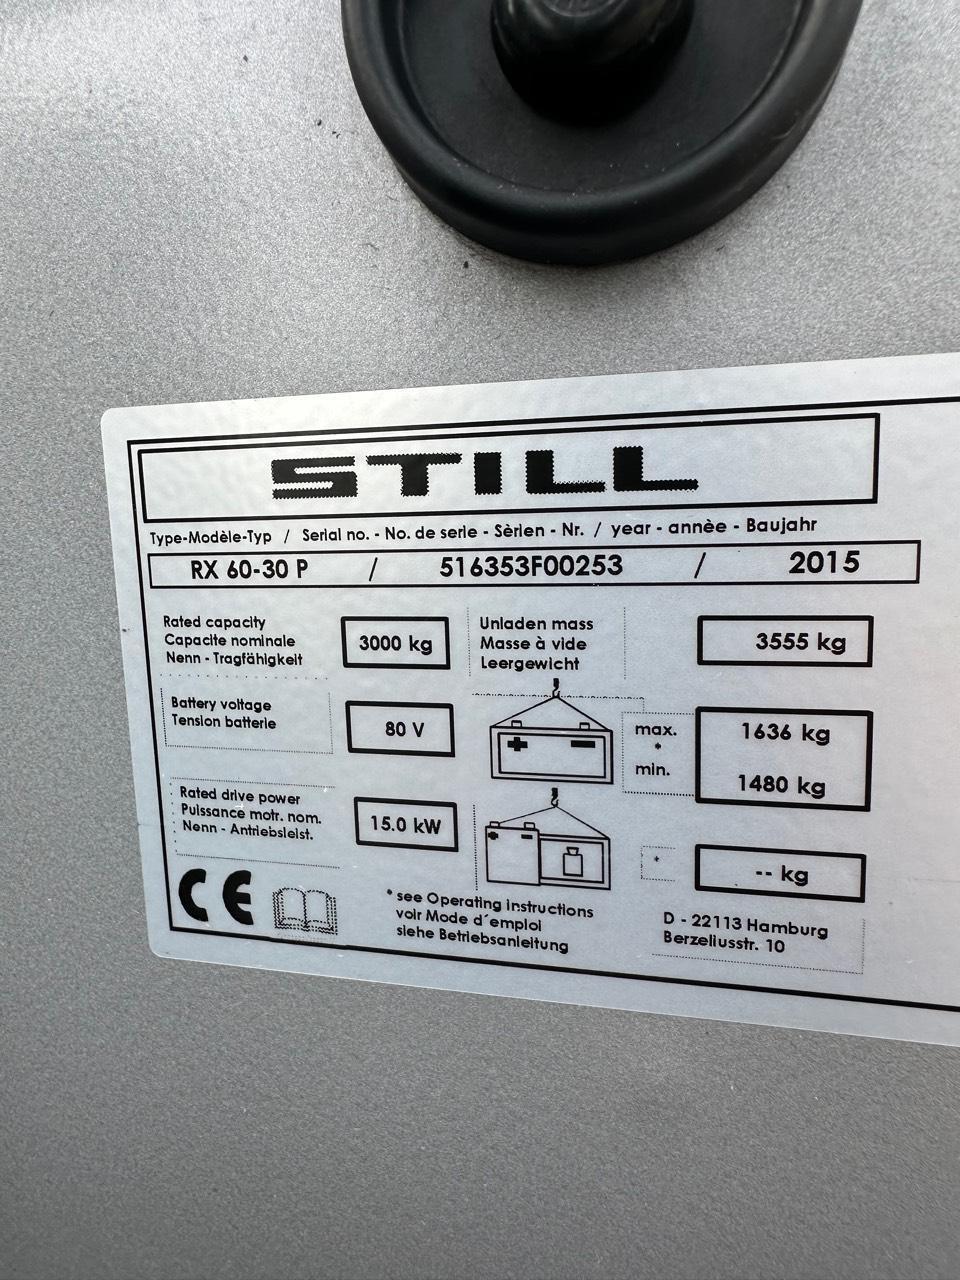 STILL
Type-Modèle-Typ / Serial no. - No. de serie - Sèrien - Nr. / year - annèe - Baujahr
RX 60-30 P / 516353F00253 / 2015
Rated capacity
Capacite nominale
Nenn - Tragfähigkeit
3000 kg
Unladen mass
Masse à vide
Leergewicht
3555 kg
Battery voltage
Tension batterie
80 V
+ −
max.
*
min.
1636 kg
1480 kg
Rated drive power
Puissance motr. nom.
Nenn - Antriebsleist.
15.0 kW
+ −
*
-- kg
CE
* see Operating instructions
voir Mode d´emploi
siehe Betriebsanleitung
D - 22113 Hamburg
Berzeliusstr. 10